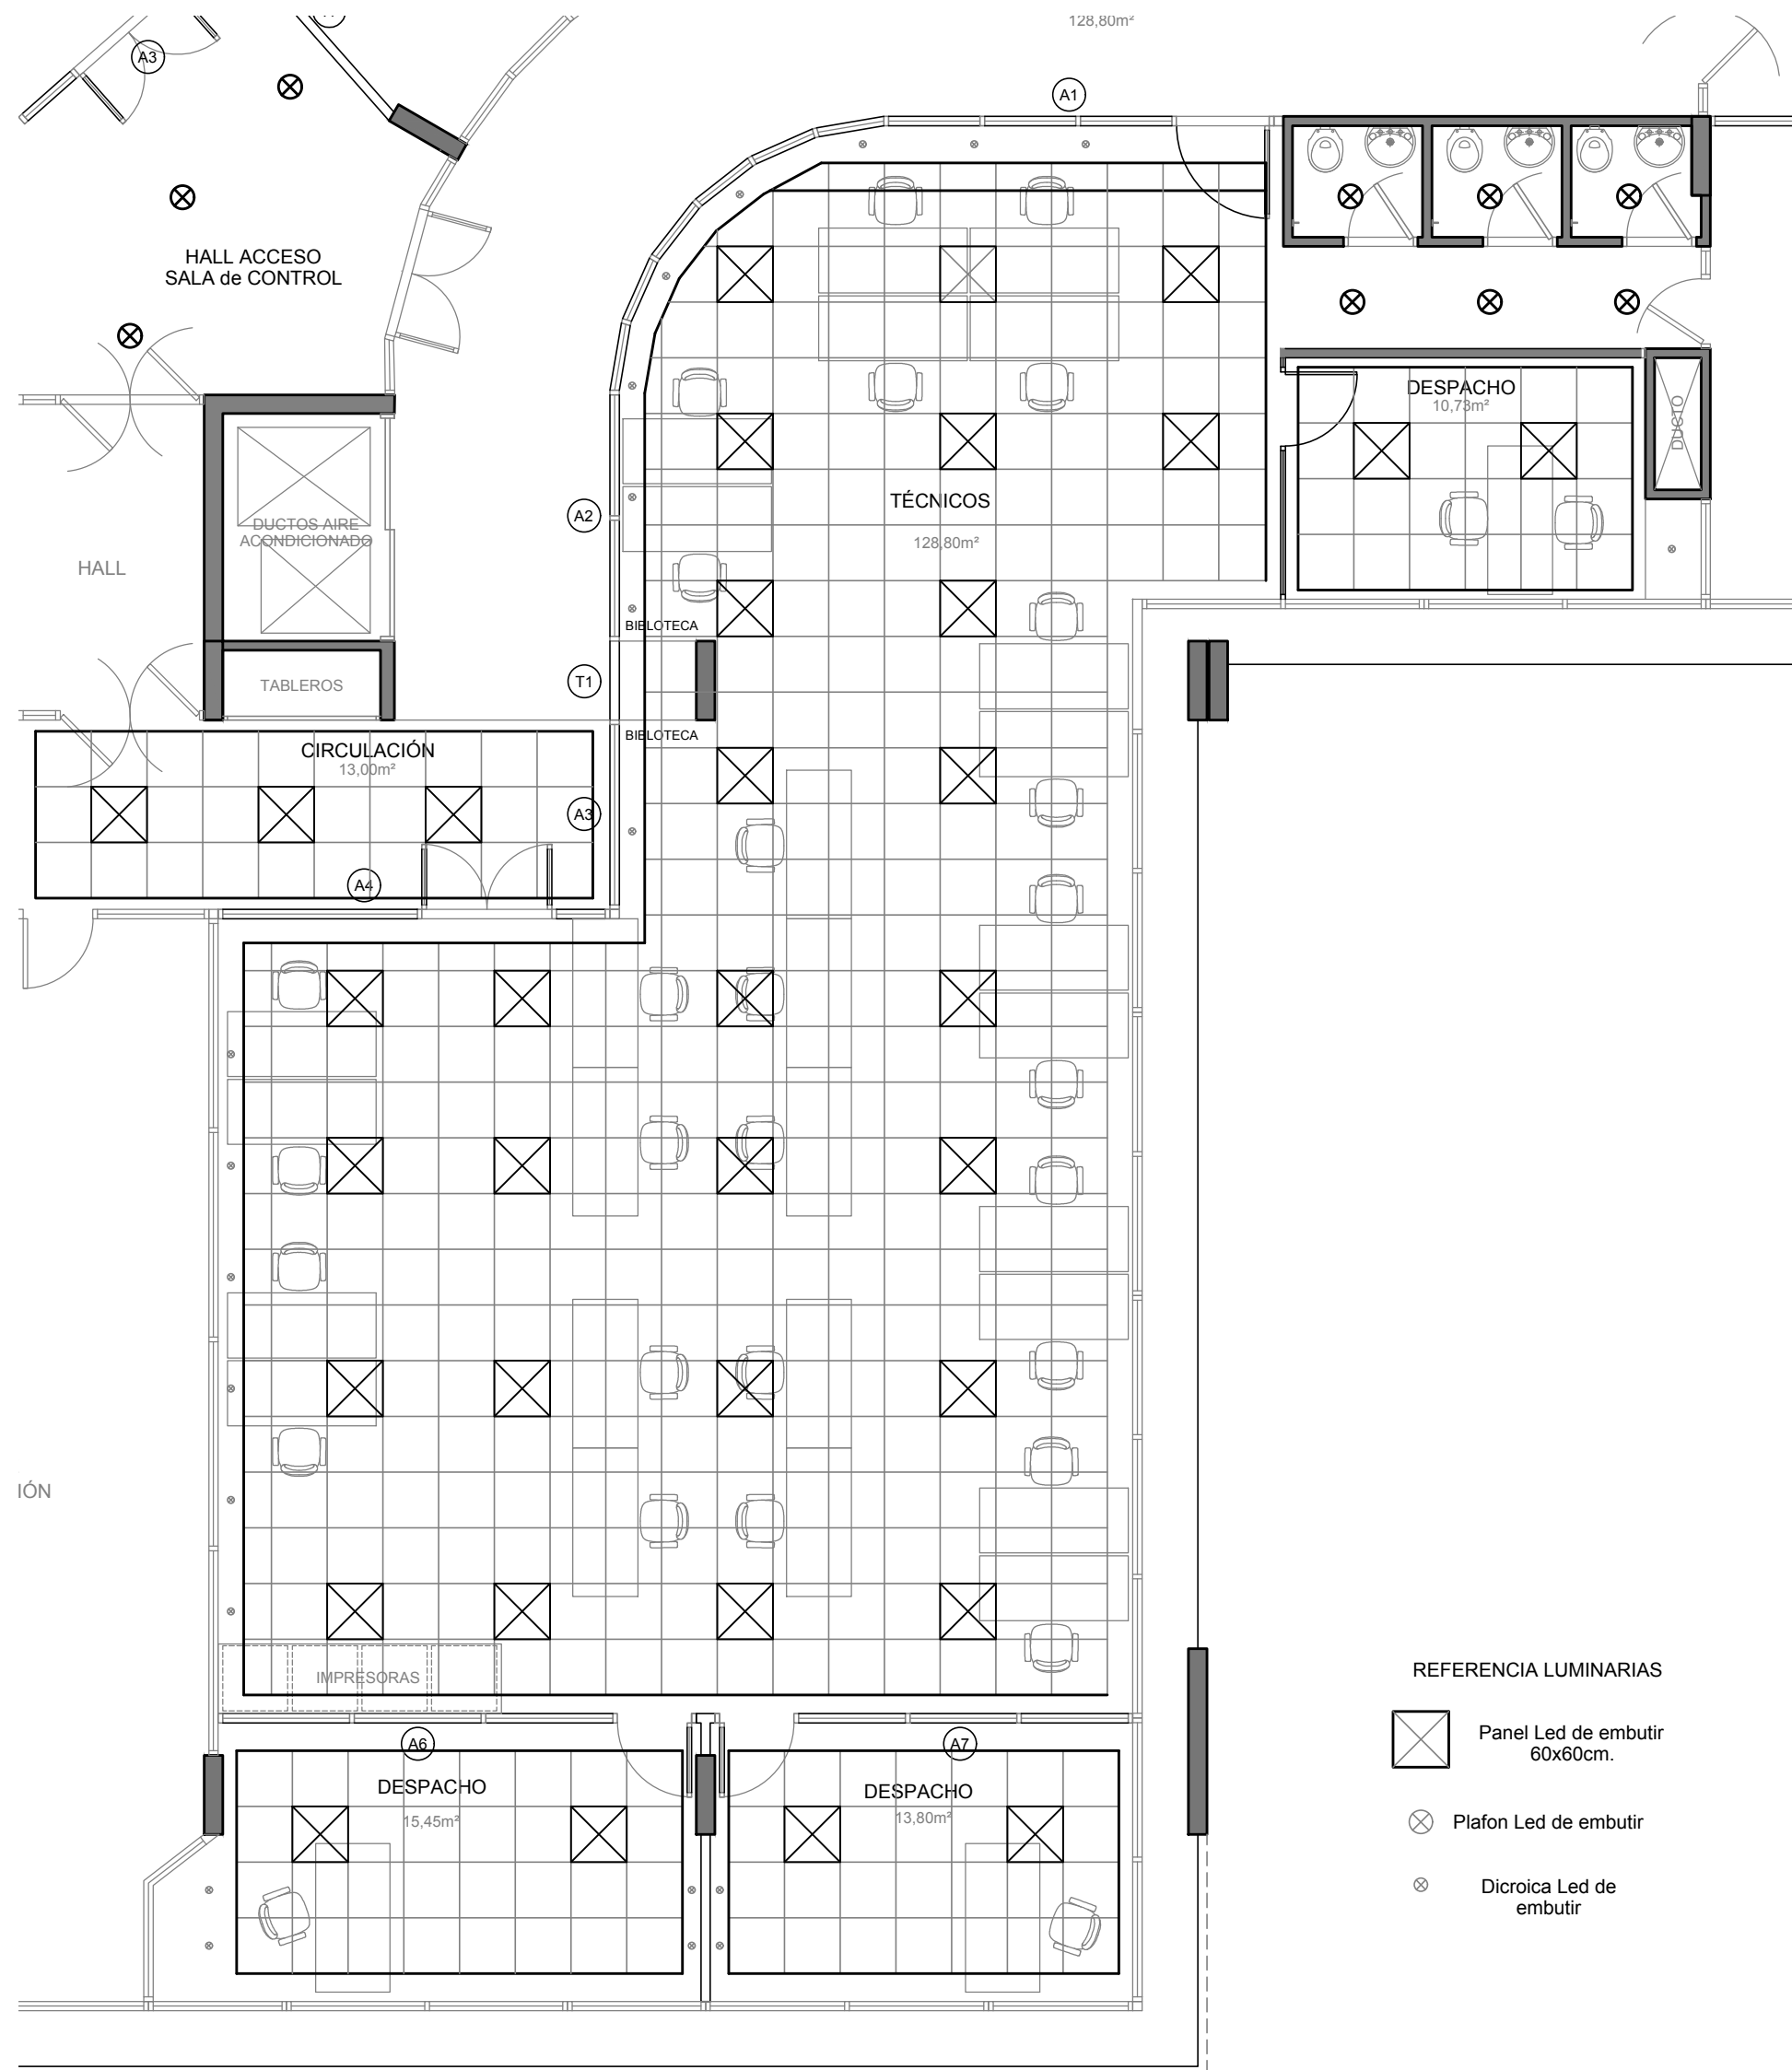 128,80m²
A3
A1
HALL ACCESO
SALA de CONTROL
DESPACHO
10,73m²
DUCTO
TÉCNICOS
128,80m²
A2
DUCTOS AIRE
ACONDICIONADO
HALL
BIBLOTECA
T1
TABLEROS
BIBLOTECA
CIRCULACIÓN
13,00m²
A3
A4
IÓN
IMPRESORAS
A6
A7
DESPACHO
15,45m²
DESPACHO
13,80m²
REFERENCIA LUMINARIAS
Panel Led de embutir
60x60cm.
Plafon Led de embutir
Dicroica Led de
embutir